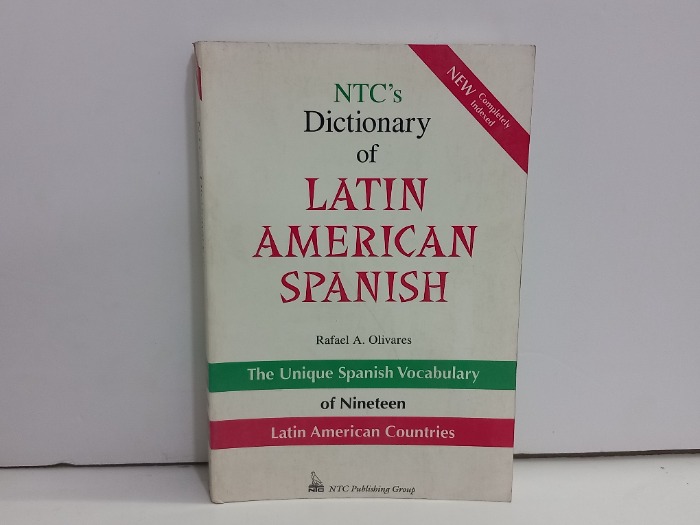 NEW Completely
Indexed
NTC's
Dictionary
of
LATIN
AMERICAN
SPANISH
Rafael A. Olivares
The Unique Spanish Vocabulary
of Nineteen
Latin American Countries
NTC NTC Publishing Group